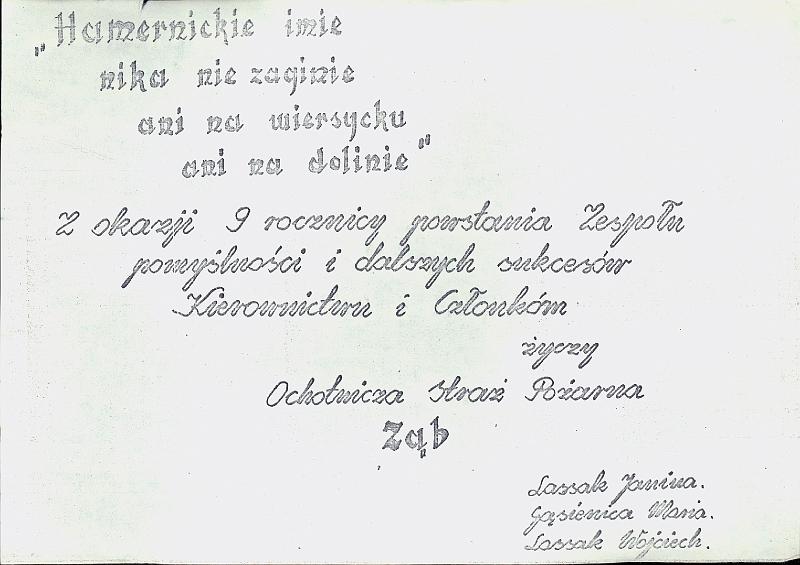 „Hamernickie imie
nika nie zaginie
ani na wiersycku
ani na dolinie"
Z okazji 9 rocznicy powstania Zespołu
pomyślności i dalszych sukcesów
Kierownictwu i Członkóm
życzy
Ochotnicza Straż Pożarna
Ząb
Lassak Janina.
Gąsienica Maria.
Lassak Wojciech.